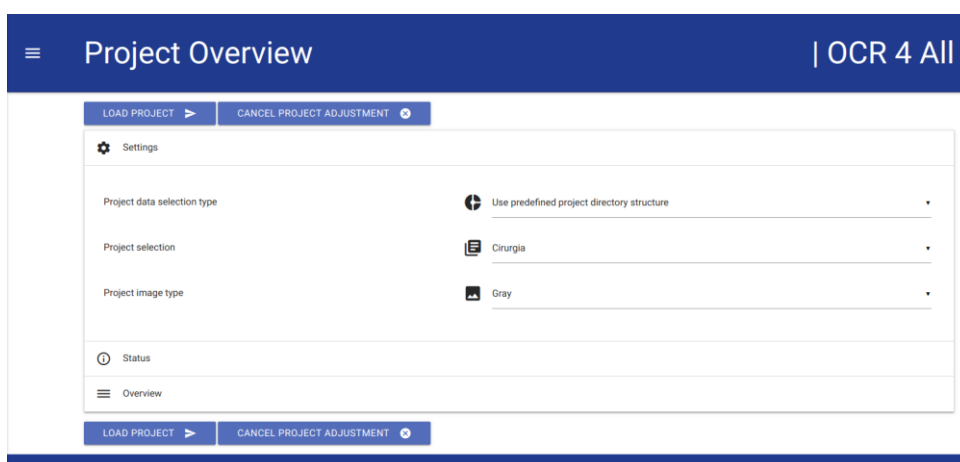 Project Overview | OCR 4 All
LOAD PROJECT CANCEL PROJECT ADJUSTMENT
Settings
Project data selection type Use predefined project directory structure
Project selection Cirurgia
Project image type Gray
Status
Overview
LOAD PROJECT CANCEL PROJECT ADJUSTMENT